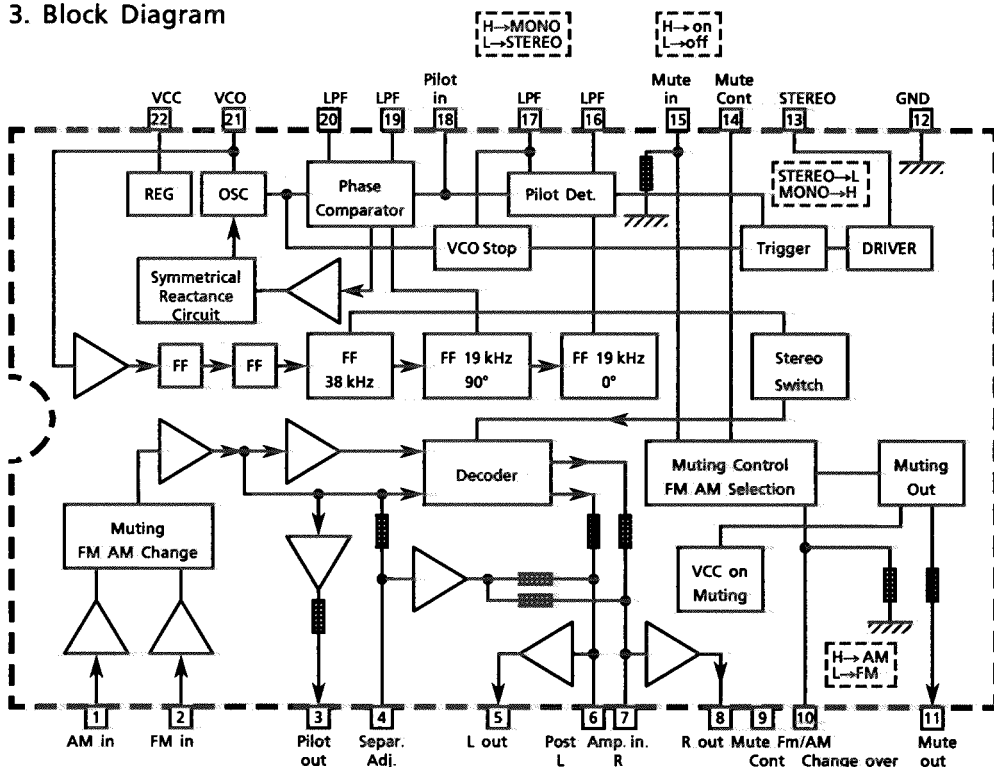 3. Block Diagram
H→MONO
L→STEREO
H→on
L→off
Pilot
in
Mute
in
Mute
Cont
VCC
VCO
LPF
LPF
LPF
LPF
STEREO
GND
22
21
20
19
18
17
16
15
14
13
12
REG
OSC
Phase
Comparator
Pilot Det.
STEREO→L
MONO→H
VCO Stop
Trigger
DRIVER
Symmetrical
Reactance
Circuit
FF
FF
FF
38 kHz
FF 19 kHz
90°
FF 19 kHz
0°
Stereo
Switch
Decoder
Muting Control
FM AM Selection
Muting
Out
Muting
FM AM Change
VCC on
Muting
H→AM
L→FM
1
2
3
4
5
6
7
8
9
10
11
AM in
FM in
Pilot
out
Separ.
Adj.
L out
Post Amp. in.
L R
R out
Mute
Cont
Fm/AM
Change over
Mute
out